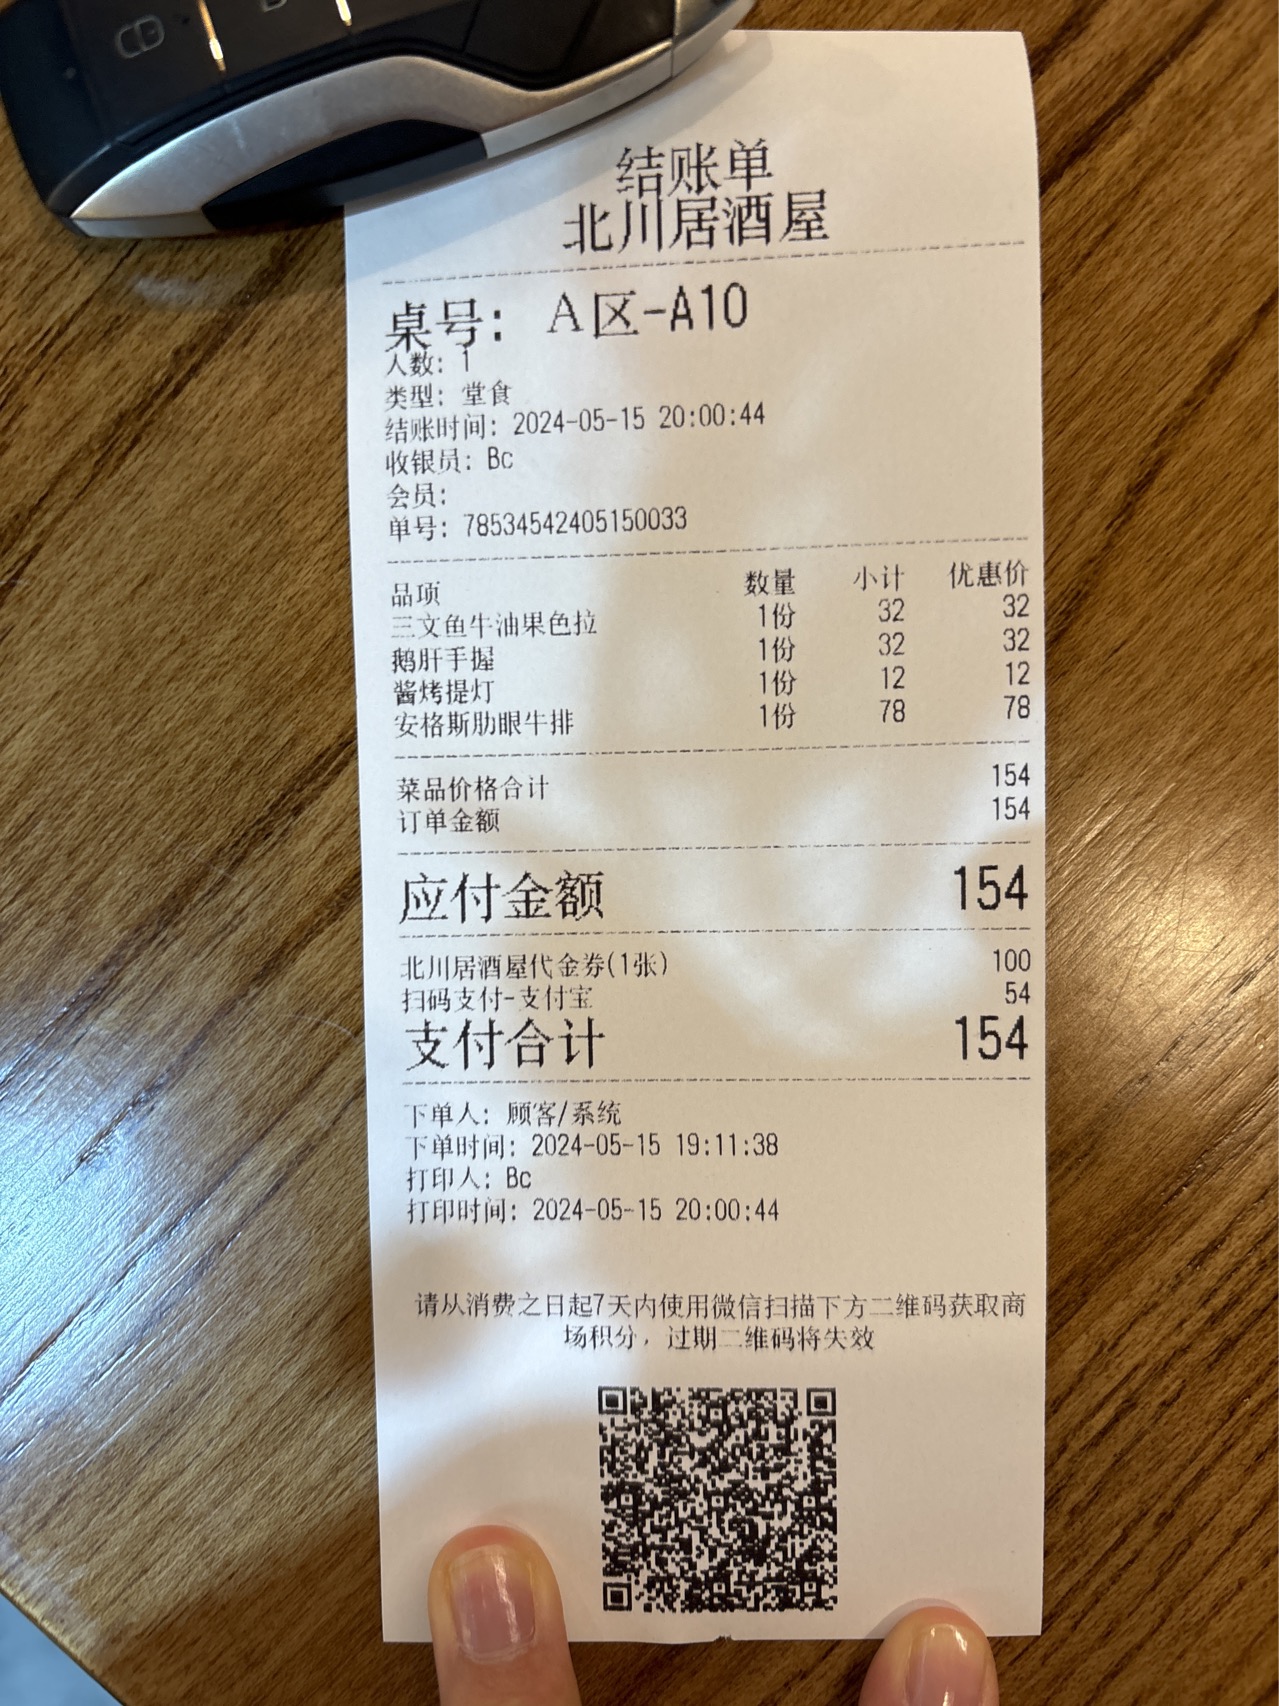 结账单
北川居酒屋
桌号: A区-A10
人数: 1
类型: 堂食
结账时间: 2024-05-15 20:00:44
收银员: Bc
会员:
单号: 78534542405150033
品项 数量 小计 优惠价
三文鱼牛油果色拉 1份 32 32
鹅肝手握 1份 32 32
酱烤提灯 1份 12 12
安格斯肋眼牛排 1份 78 78
菜品价格合计 154
订单金额 154
应付金额 154
北川居酒屋代金券(1张) 100
扫码支付-支付宝 54
支付合计 154
下单人: 顾客/系统
下单时间: 2024-05-15 19:11:38
打印人: Bc
打印时间: 2024-05-15 20:00:44
请从消费之日起7天内使用微信扫描下方二维码获取商
场积分，过期二维码将失效